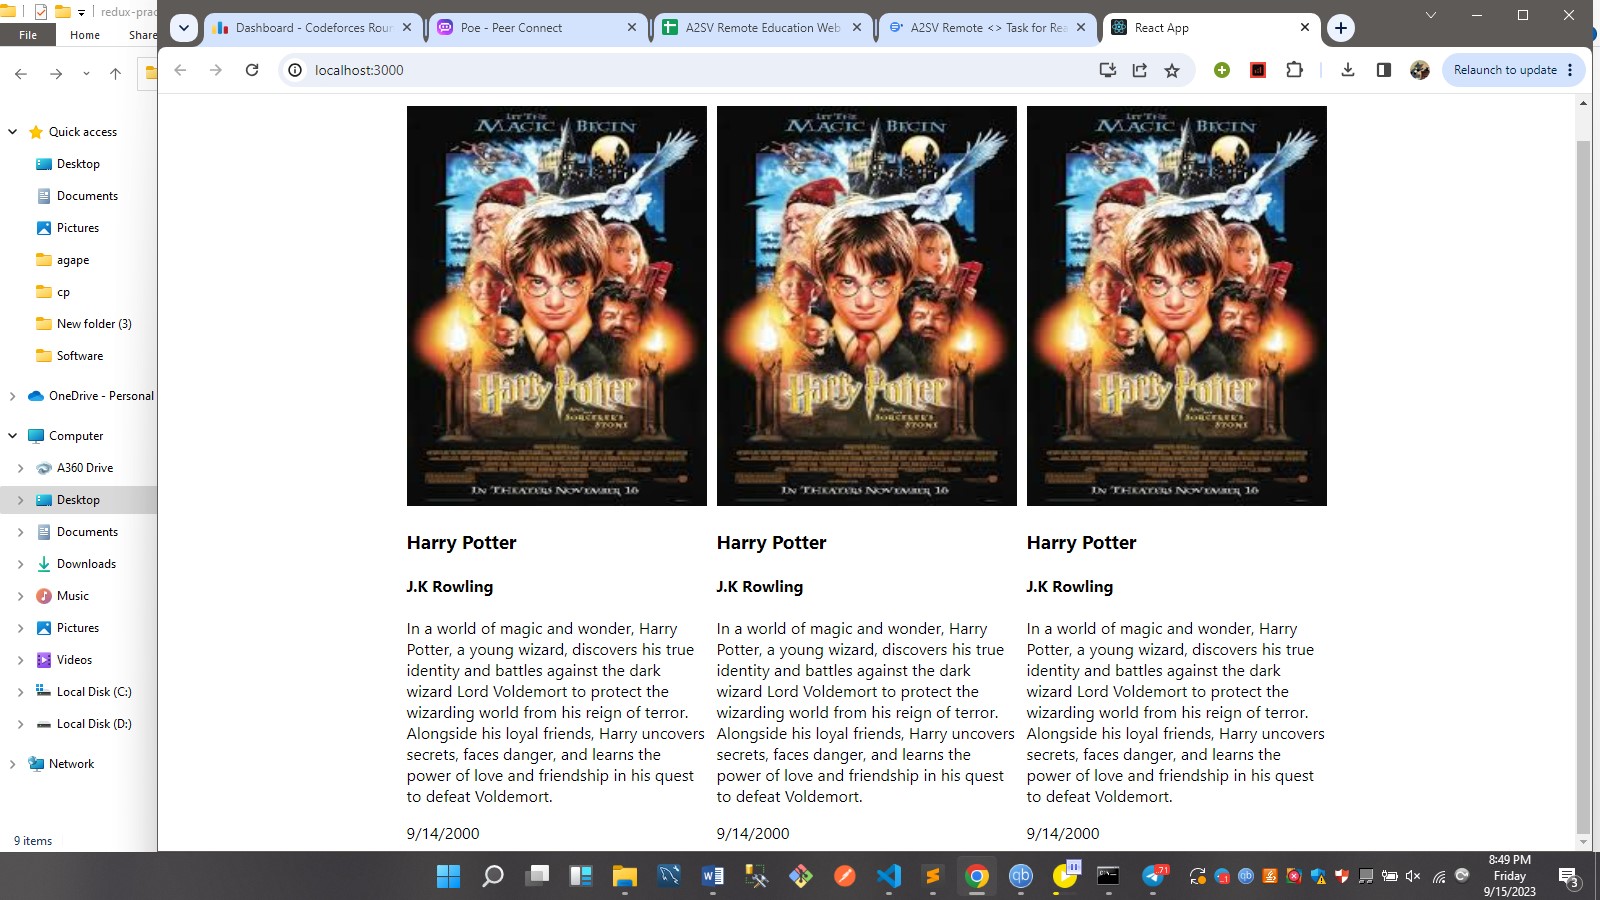 redux-prac
File
Home
Share
Quick access
Desktop
Documents
Pictures
agape
cp
New folder (3)
Software
OneDrive - Personal
Computer
A360 Drive
Desktop
Documents
Downloads
Music
Pictures
Videos
Local Disk (C:)
Local Disk (D:)
Network
9 items
Dashboard - Codeforces Roun
Poe - Peer Connect
A2SV Remote Education Web
A2SV Remote <> Task for Rea
React App
localhost:3000
Relaunch to update
LET THE LET THE LET THE
MAGIC BEGIN MAGIC BEGIN MAGIC BEGIN
Harry Potter Harry Potter Harry Potter
AND THE AND THE AND THE
SORCERER'S SORCERER'S SORCERER'S
STONE STONE STONE
IN THEATERS NOVEMBER 16 IN THEATERS NOVEMBER 16 IN THEATERS NOVEMBER 16
Harry Potter
J.K Rowling
In a world of magic and wonder, Harry
Potter, a young wizard, discovers his true
identity and battles against the dark
wizard Lord Voldemort to protect the
wizarding world from his reign of terror.
Alongside his loyal friends, Harry uncovers
secrets, faces danger, and learns the
power of love and friendship in his quest
to defeat Voldemort.
9/14/2000
Harry Potter
J.K Rowling
In a world of magic and wonder, Harry
Potter, a young wizard, discovers his true
identity and battles against the dark
wizard Lord Voldemort to protect the
wizarding world from his reign of terror.
Alongside his loyal friends, Harry uncovers
secrets, faces danger, and learns the
power of love and friendship in his quest
to defeat Voldemort.
9/14/2000
Harry Potter
J.K Rowling
In a world of magic and wonder, Harry
Potter, a young wizard, discovers his true
identity and battles against the dark
wizard Lord Voldemort to protect the
wizarding world from his reign of terror.
Alongside his loyal friends, Harry uncovers
secrets, faces danger, and learns the
power of love and friendship in his quest
to defeat Voldemort.
9/14/2000
71
8:49 PM
Friday
9/15/2023
3